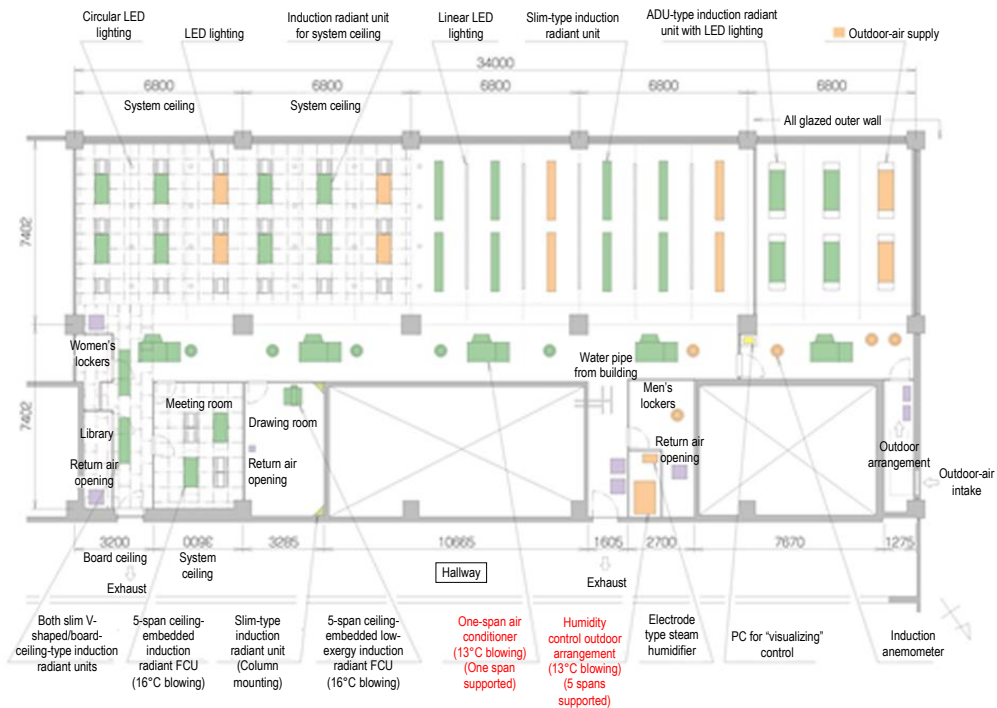 Circular LED
lighting
LED lighting
Induction radiant unit
for system ceiling
Linear LED
lighting
Slim-type induction
radiant unit
ADU-type induction radiant
unit with LED lighting
Outdoor-air supply
34000
6800
6800
6800
6800
6800
System ceiling
System ceiling
All glazed outer wall
7402
7402
Women's
lockers
Library
Return air
opening
Meeting room
Drawing room
Return air
opening
Water pipe
from building
Men's
lockers
Return air
opening
Outdoor
arrangement
Outdoor-air
intake
3200
0096
3285
10665
1605
2700
7670
1275
Board ceiling
System
ceiling
Exhaust
Hallway
Exhaust
Both slim V-
shaped/board-
ceiling-type induction
radiant units
5-span ceiling-
embedded
induction
radiant FCU
(16°C blowing)
Slim-type
induction
radiant unit
(Column
mounting)
5-span ceiling-
embedded low-
exergy induction
radiant FCU
(16°C blowing)
One-span air
conditioner
(13°C blowing)
(One span
supported)
Humidity
control outdoor
arrangement
(13°C blowing)
(5 spans
supported)
Electrode
type steam
humidifier
PC for “visualizing”
control
Induction
anemometer